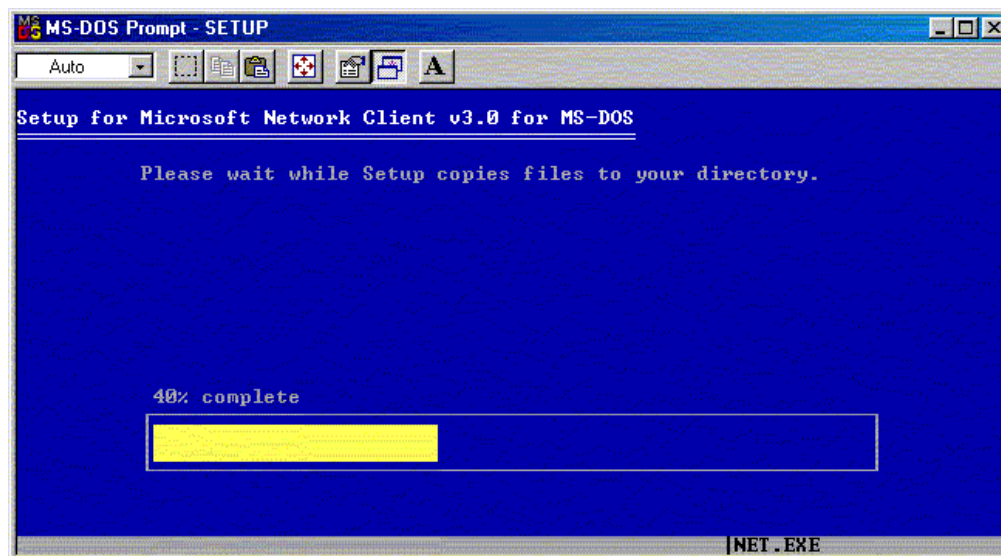 MS-DOS Prompt - SETUP
Auto
A
Setup for Microsoft Network Client v3.0 for MS-DOS
Please wait while Setup copies files to your directory.
40% complete
|NET.EXE